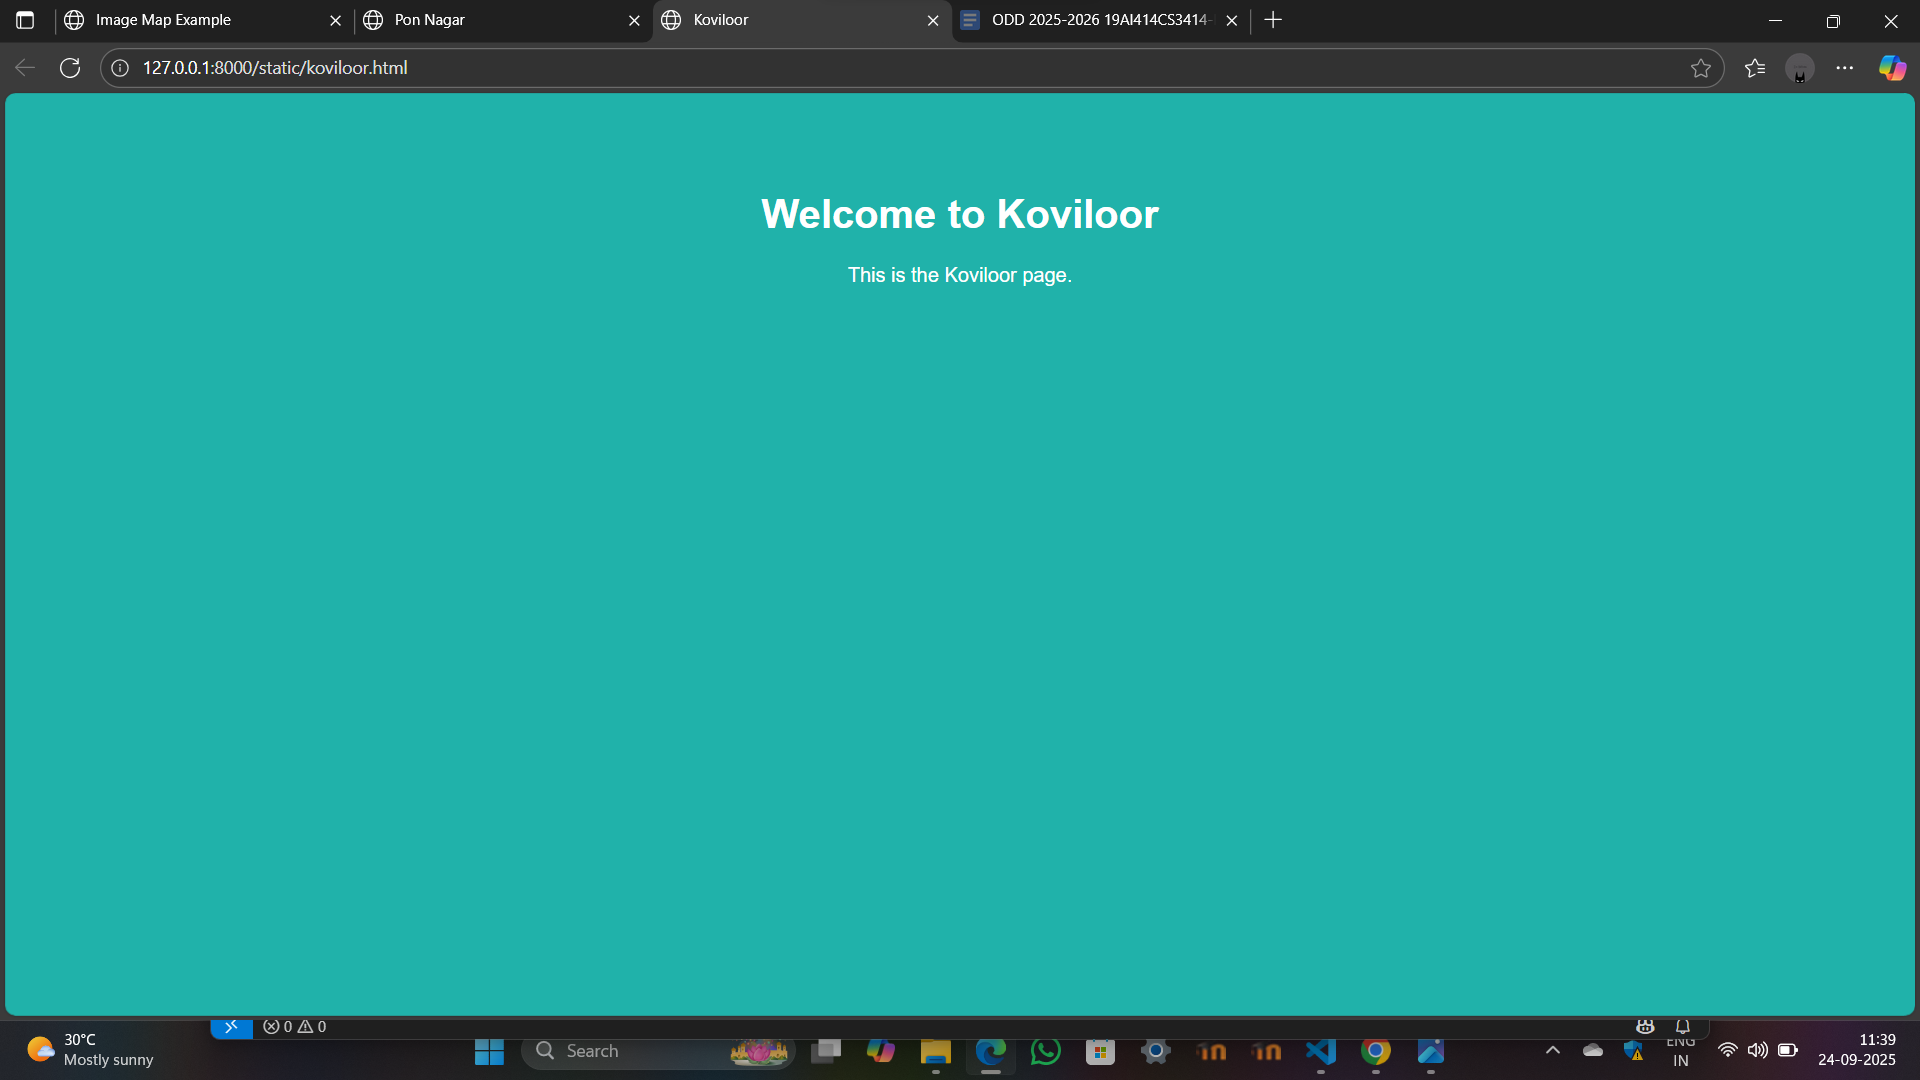 Image Map Example
Pon Nagar
Koviloor
ODD 2025-2026 19AI414CS3414-
127.0.0.1:8000/static/koviloor.html
Welcome to Koviloor
This is the Koviloor page.
0 0
30°C
Mostly sunny
Search
ENG
IN
11:39
24-09-2025